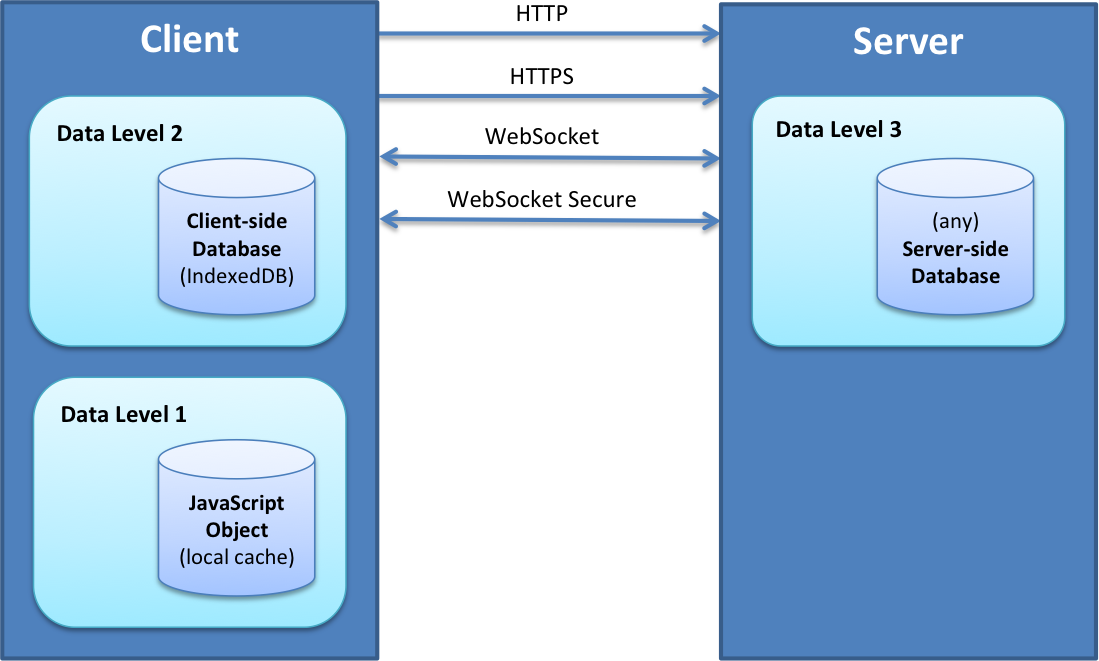 Client
Data Level 2
Client-side
Database
(IndexedDB)
Data Level 1
JavaScript
Object
(local cache)
HTTP
HTTPS
WebSocket
WebSocket Secure
Server
Data Level 3
(any)
Server-side
Database